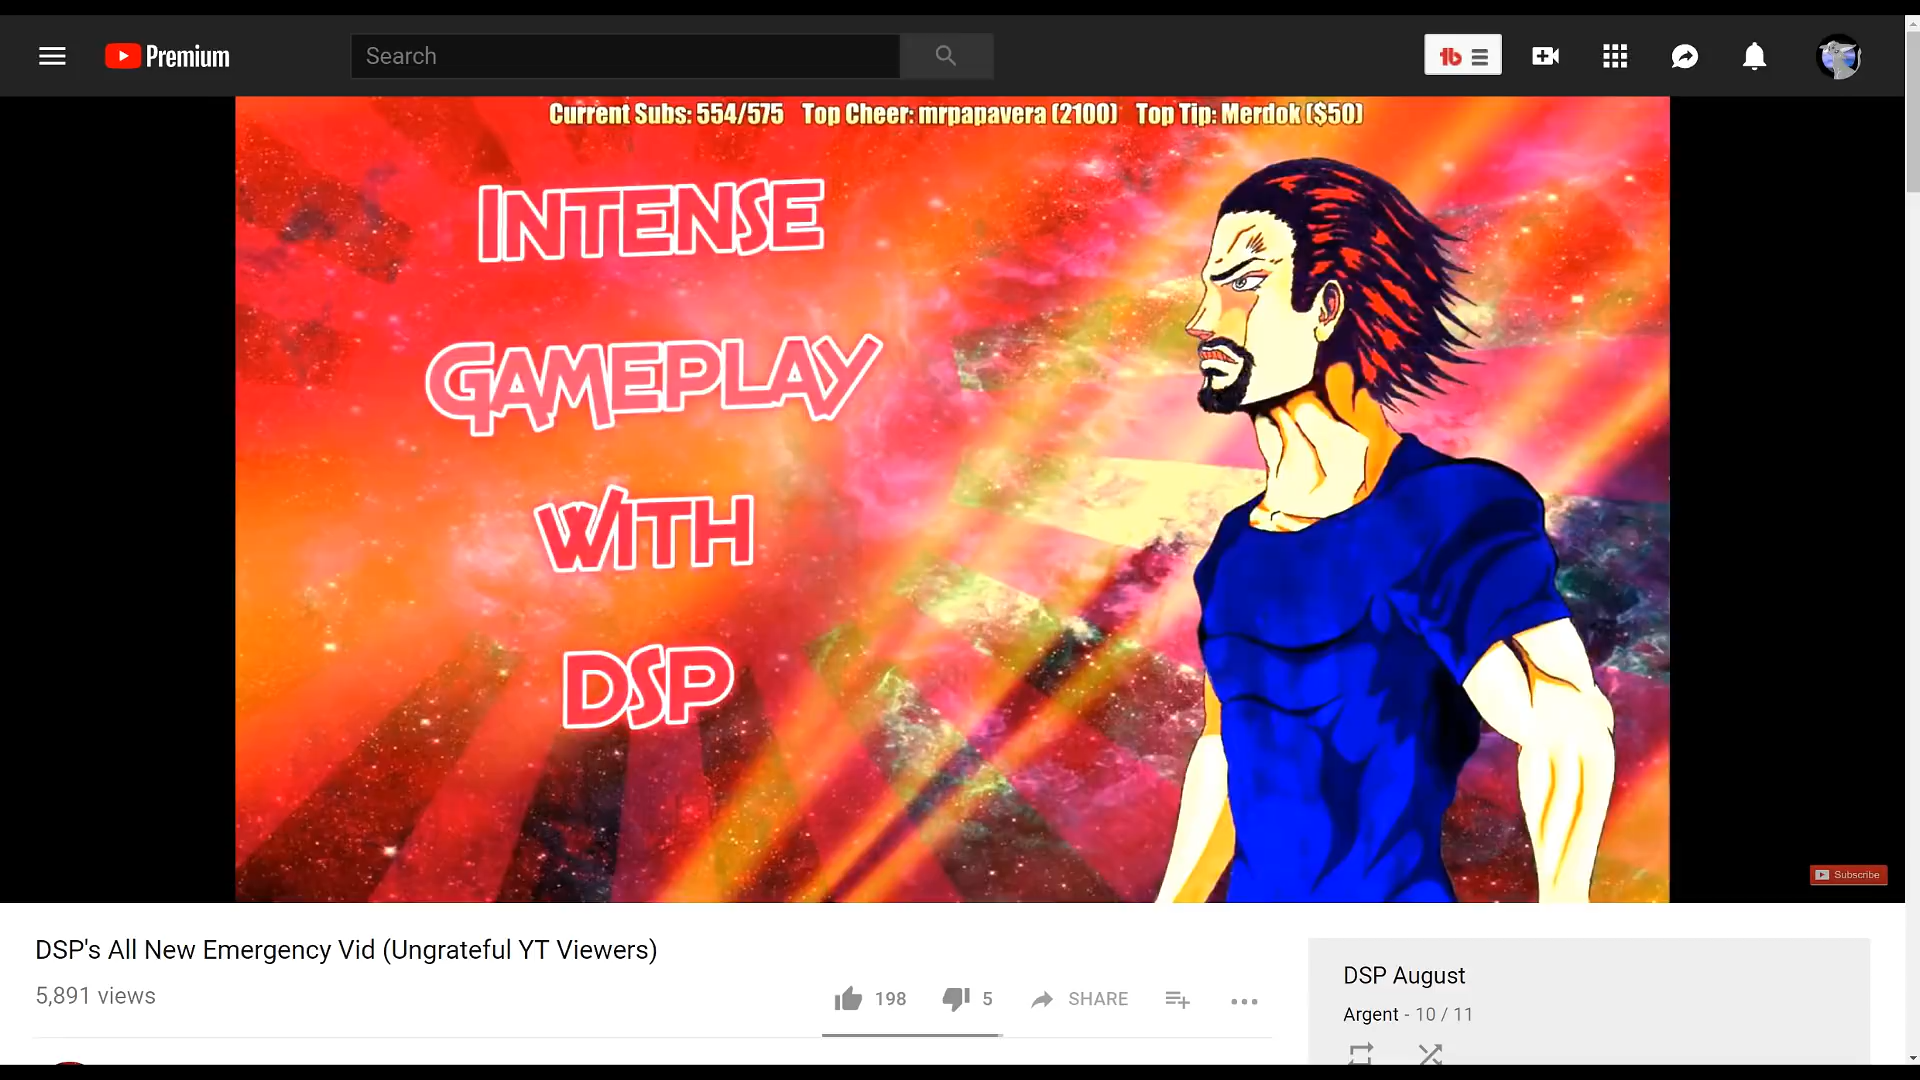 Premium
Search
Current Subs: 554/575 Top Cheer: mrpapavera (2100) Top Tip: Merdok ($50)
INTENSE
GAMEPLAY
WITH
DSP
Subscribe
DSP's All New Emergency Vid (Ungrateful YT Viewers)
5,891 views
198
5
SHARE
DSP August
Argent - 10 / 11